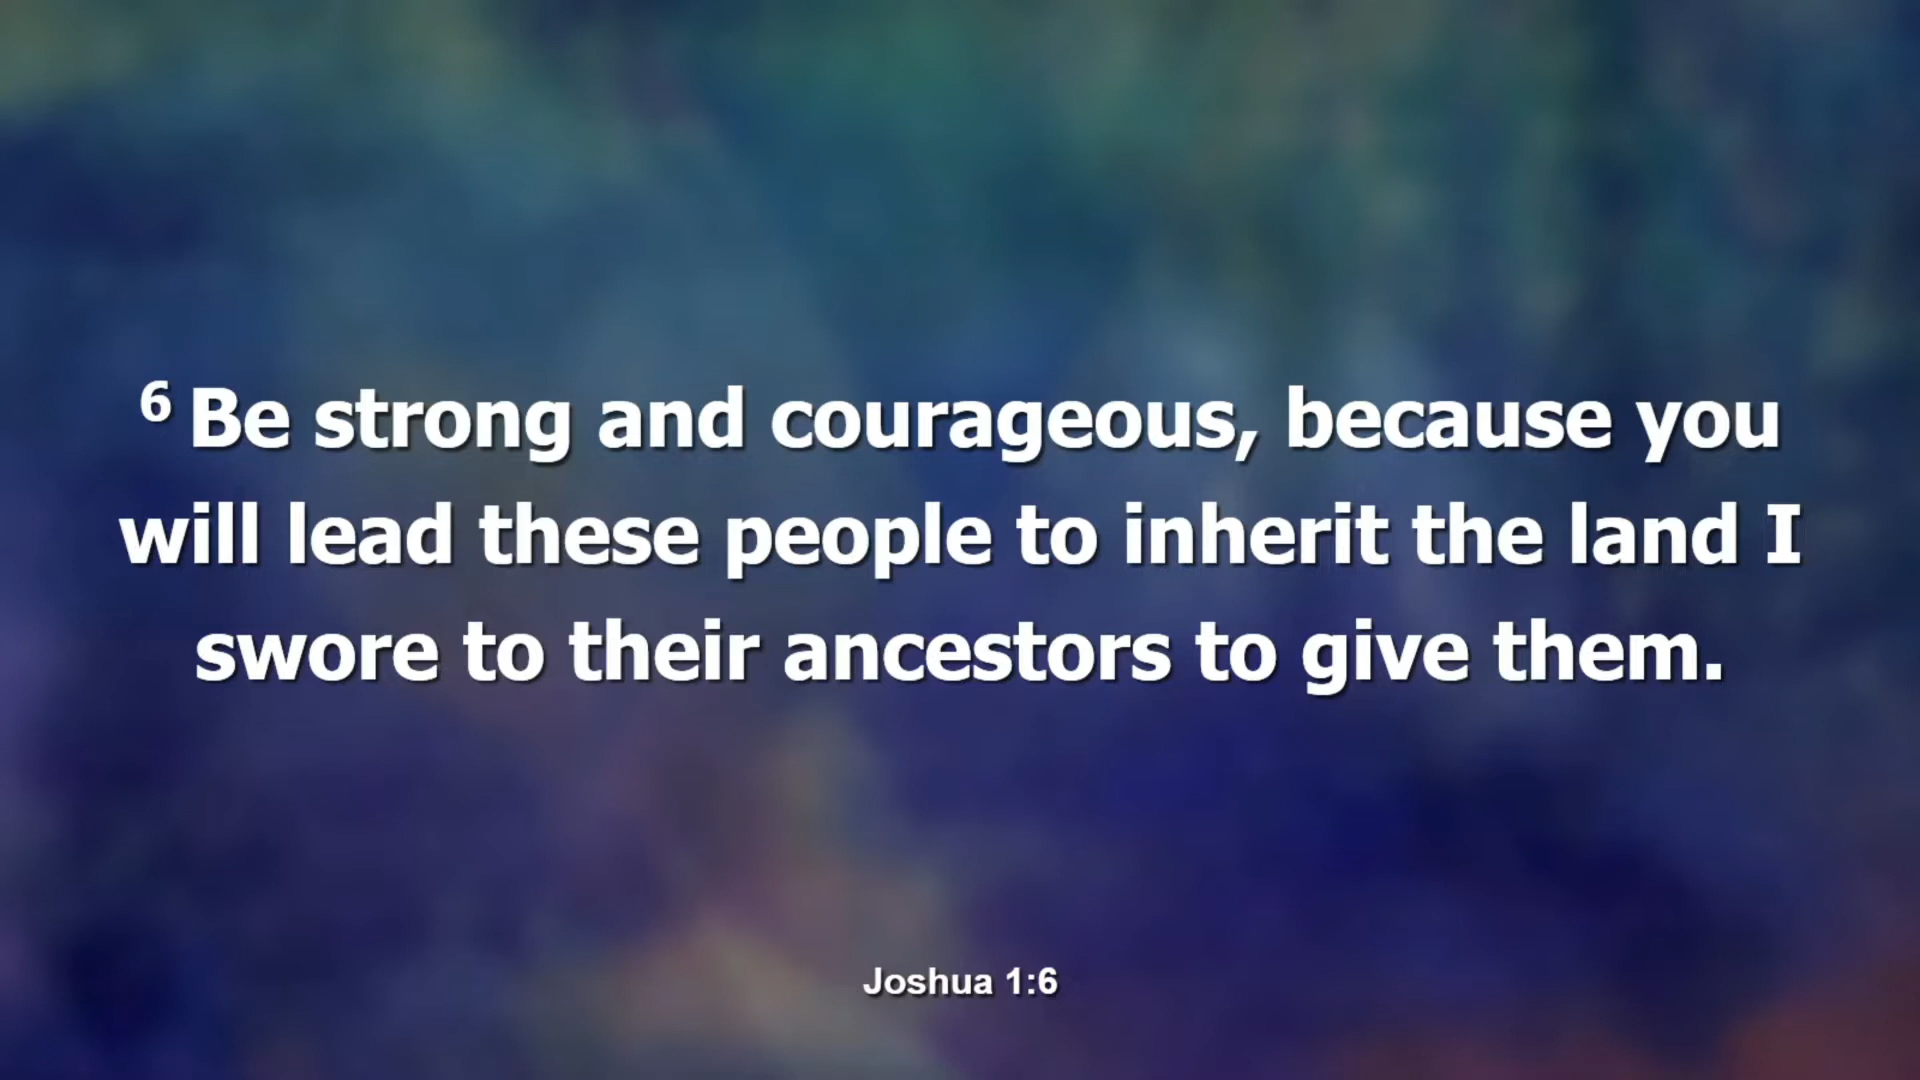 6 Be strong and courageous, because you
will lead these people to inherit the land I
swore to their ancestors to give them.
Joshua 1:6